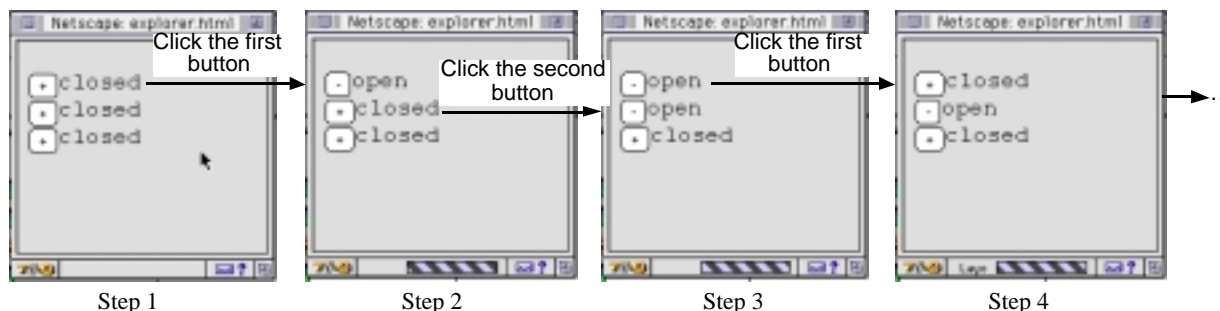 Netscape: explorer.html
Netscape: explorer.html
Netscape: explorer.html
Netscape: explorer.html
Click the first
button
Click the second
button
Click the first
button
+ closed
+ closed
+ closed
- open
+ closed
+ closed
- open
- open
+ closed
+ closed
- open
+ closed
Step 1
Step 2
Step 3
Step 4